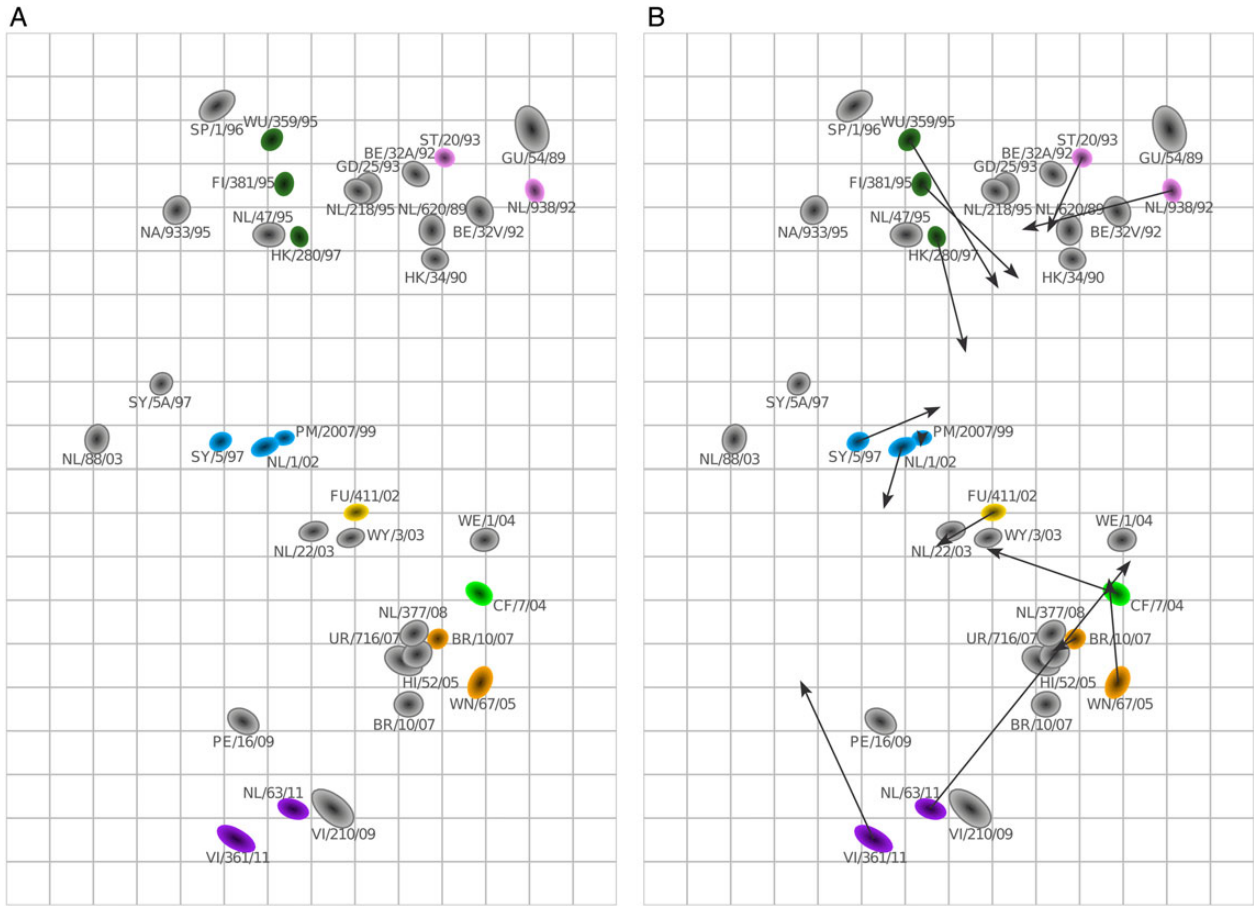 A
SP/1/96
WU/359/95
ST/20/93
BE/32A/92
GU/54/89
GD/25/93
FI/381/95
NL/218/95
NL/620/89
NL/938/92
NA/933/95
NL/47/95
BE/32V/92
HK/280/97
HK/34/90
SY/5A/97
NL/88/03
SY/5/97
PM/2007/99
NL/1/02
FU/411/02
NL/22/03
WY/3/03
WE/1/04
CF/7/04
NL/377/08
UR/716/07
BR/10/07
HI/52/05
WN/67/05
BR/10/07
PE/16/09
NL/63/11
VI/210/09
VI/361/11
B
SP/1/96
WU/359/95
ST/20/93
BE/32A/92
GU/54/89
GD/25/93
FI/381/95
NL/218/95
NL/620/89
NL/938/92
NA/933/95
NL/47/95
BE/32V/92
HK/280/97
HK/34/90
SY/5A/97
NL/88/03
SY/5/97
PM/2007/99
NL/1/02
FU/411/02
NL/22/03
WY/3/03
WE/1/04
CF/7/04
NL/377/08
UR/716/07
BR/10/07
HI/52/05
WN/67/05
BR/10/07
PE/16/09
NL/63/11
VI/210/09
VI/361/11